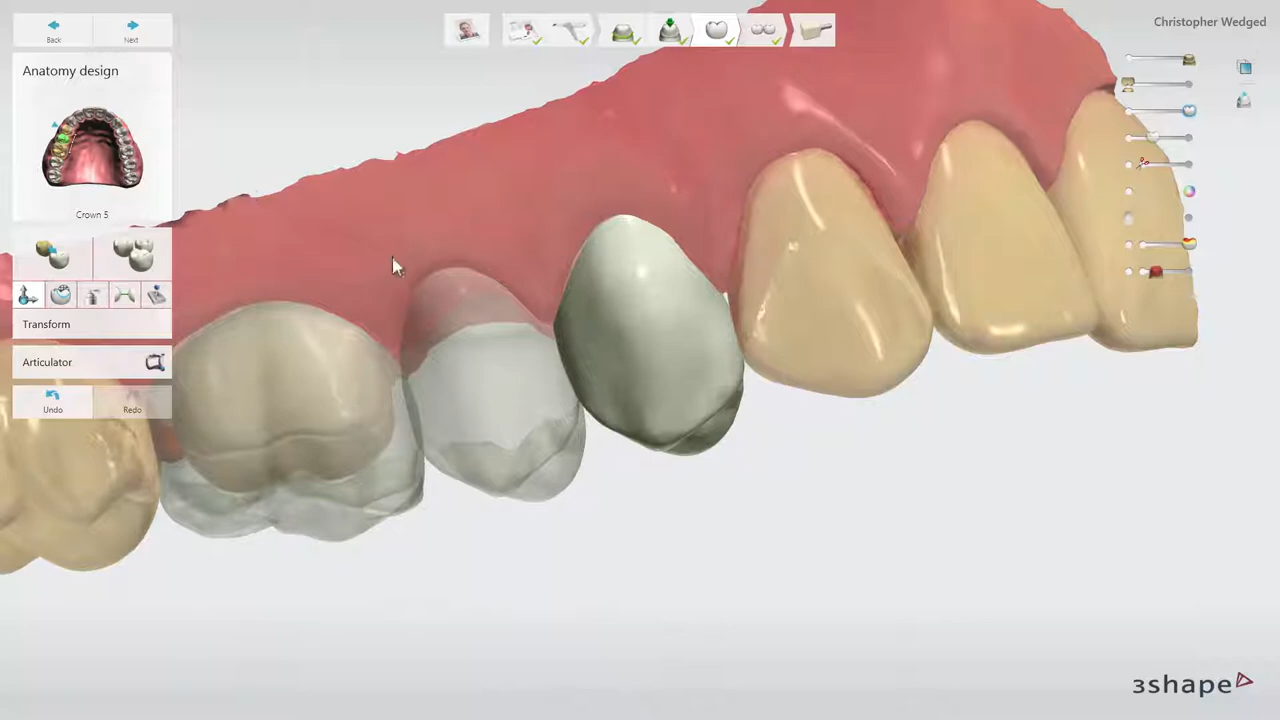 Christopher Wedged
Back
Next
Anatomy design
Crown 5
Transform
Articulator
Undo
Redo
3shape